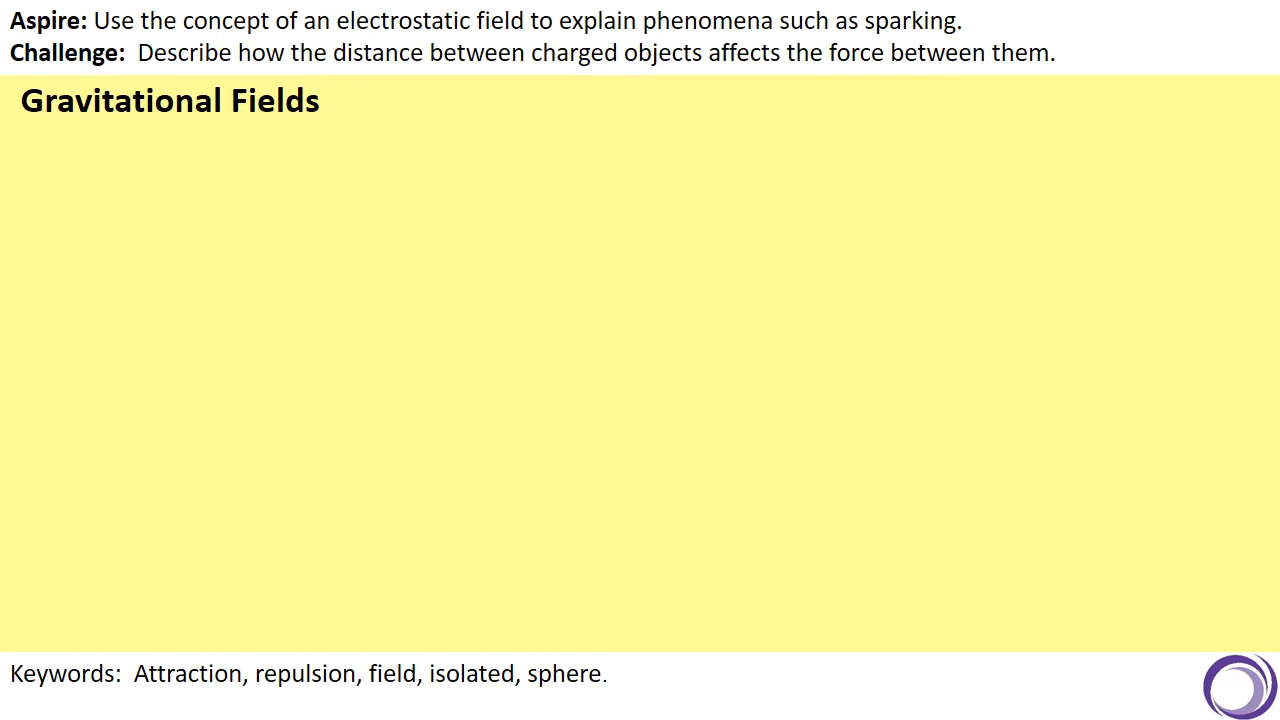 Aspire: Use the concept of an electrostatic field to explain phenomena such as sparking.
Challenge:  Describe how the distance between charged objects affects the force between them.
Gravitational Fields
Keywords:  Attraction, repulsion, field, isolated, sphere.